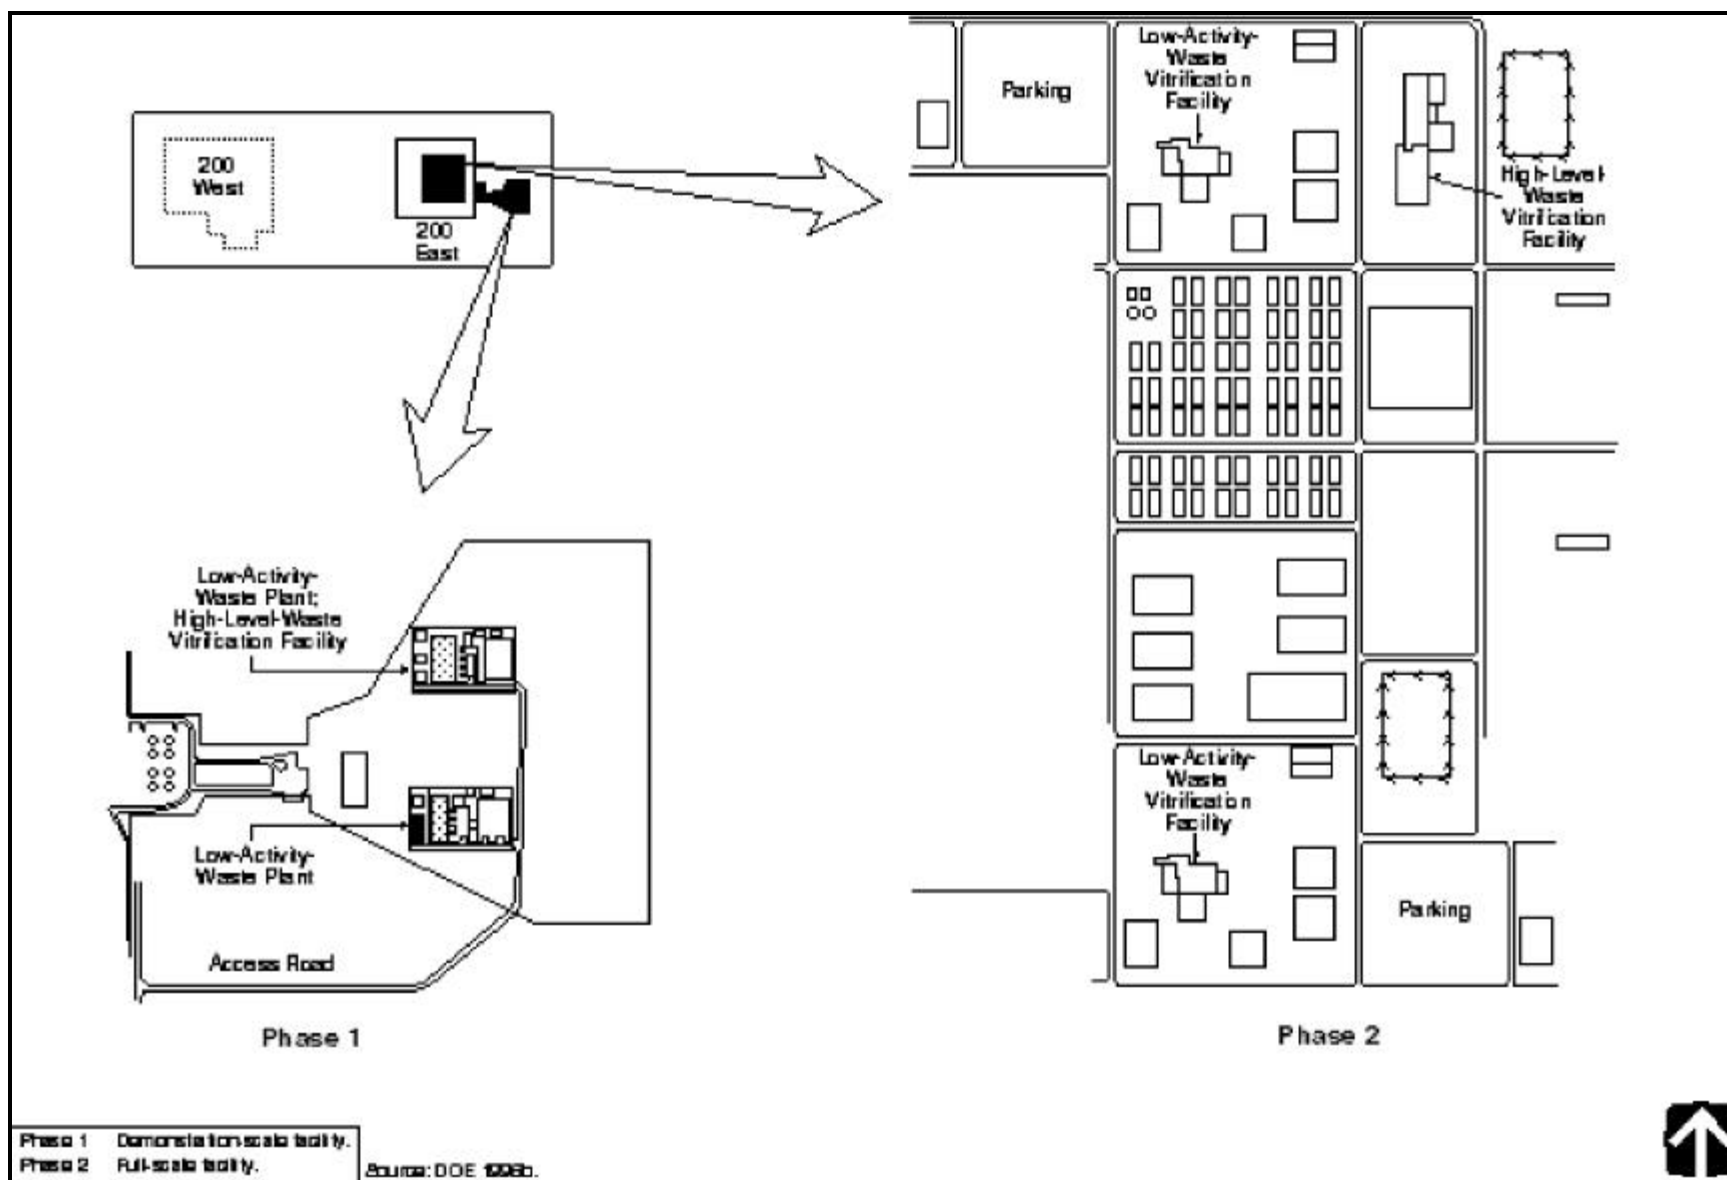 200
West
200
East
Low-Activity-
Waste Plant;
High-Level-Waste
Vitrification Facility
Low-Activity-
Waste Plant
Access Road
Phase 1
Parking
Low-Activity-
Waste
Vitrification
Facility
High-Level-
Waste
Vitrification
Facility
Low-Activity-
Waste
Vitrification
Facility
Parking
Phase 2
Phase 1 Demonstration-scale facility.
Phase 2 Full-scale facility.
Source: DOE